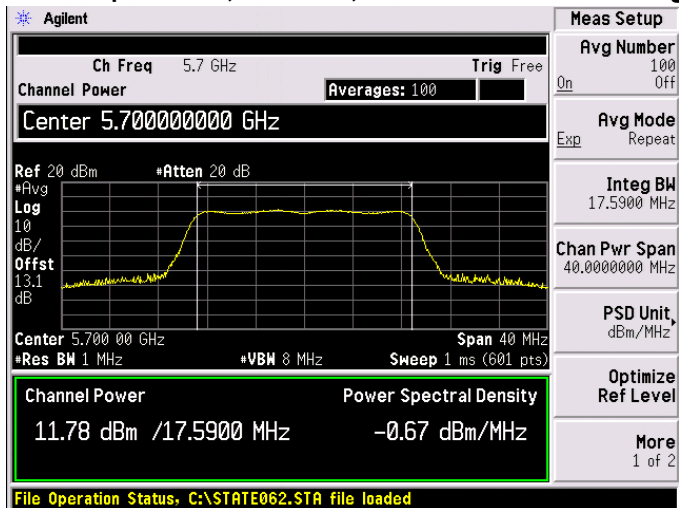 Agilent
Meas Setup
Ch Freq 5.7 GHz Trig Free
Channel Power Averages: 100
Center 5.700000000 GHz
Ref 20 dBm #Atten 20 dB
#Avg
Log
10
dB/
Offst
13.1
dB
Center 5.700 00 GHz Span 40 MHz
#Res BW 1 MHz #VBW 8 MHz Sweep 1 ms (601 pts)
Channel Power Power Spectral Density
11.78 dBm /17.5900 MHz -0.67 dBm/MHz
File Operation Status, C:\STATE062.STA file loaded
Avg Number
100
On Off
Avg Mode
Exp Repeat
Integ BW
17.5900 MHz
Chan Pwr Span
40.0000000 MHz
PSD Unit
dBm/MHz
Optimize
Ref Level
More
1 of 2